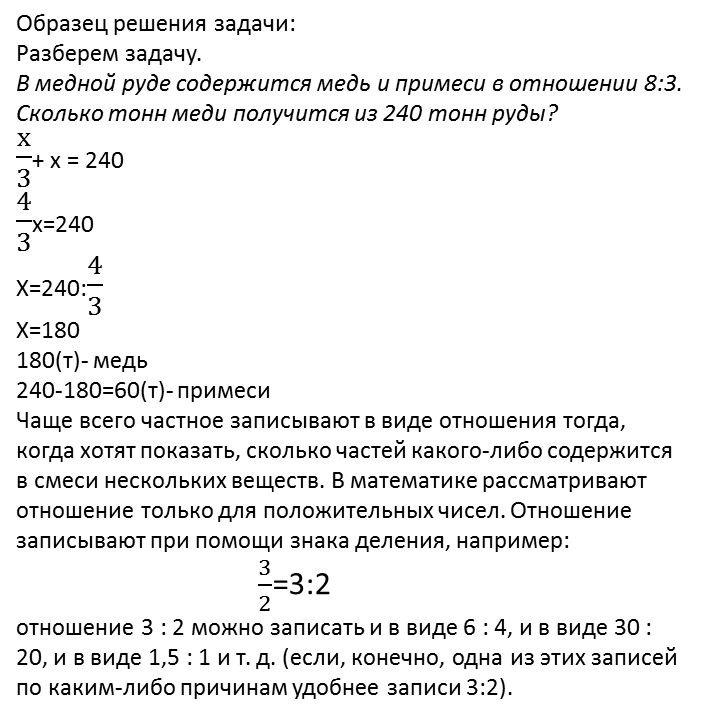 Образец решения задачи:
Разберем задачу.
В медной руде содержится медь и примеси в отношении 8:3.
Сколько тонн меди получится из 240 тонн руды?
x/3+ x = 240
4/3x=240
X=240:4/3
X=180
180(т)- медь
240-180=60(т)- примеси
Чаще всего частное записывают в виде отношения тогда,
когда хотят показать, сколько частей какого-либо содержится
в смеси нескольких веществ. В математике рассматривают
отношение только для положительных чисел. Отношение
записывают при помощи знака деления, например:
3/2=3:2
отношение 3 : 2 можно записать и в виде 6 : 4, и в виде 30 :
20, и в виде 1,5 : 1 и т. д. (если, конечно, одна из этих записей
по каким-либо причинам удобнее записи 3:2).